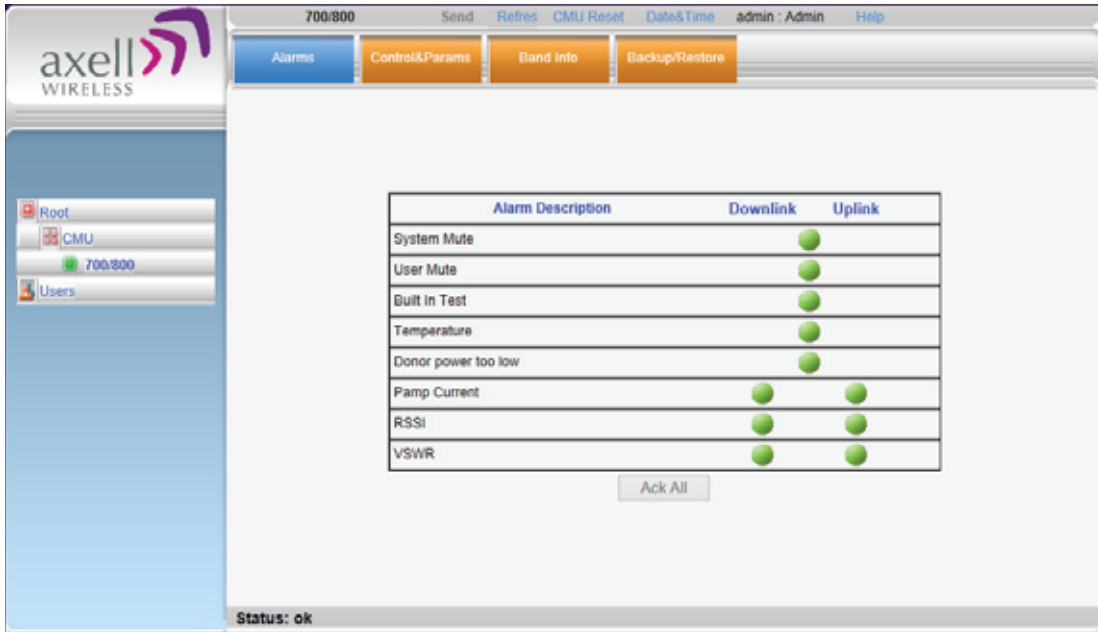 axell
WIRELESS
700/800 Send Refres CMU Reset Date&Time admin : Admin Help
Alarms Control&Params Band Info Backup/Restore
Root
CMU
700/800
Users
Alarm Description Downlink Uplink
System Mute
User Mute
Built In Test
Temperature
Donor power too low
Pamp Current
RSSI
VSWR
Ack All
Status: ok